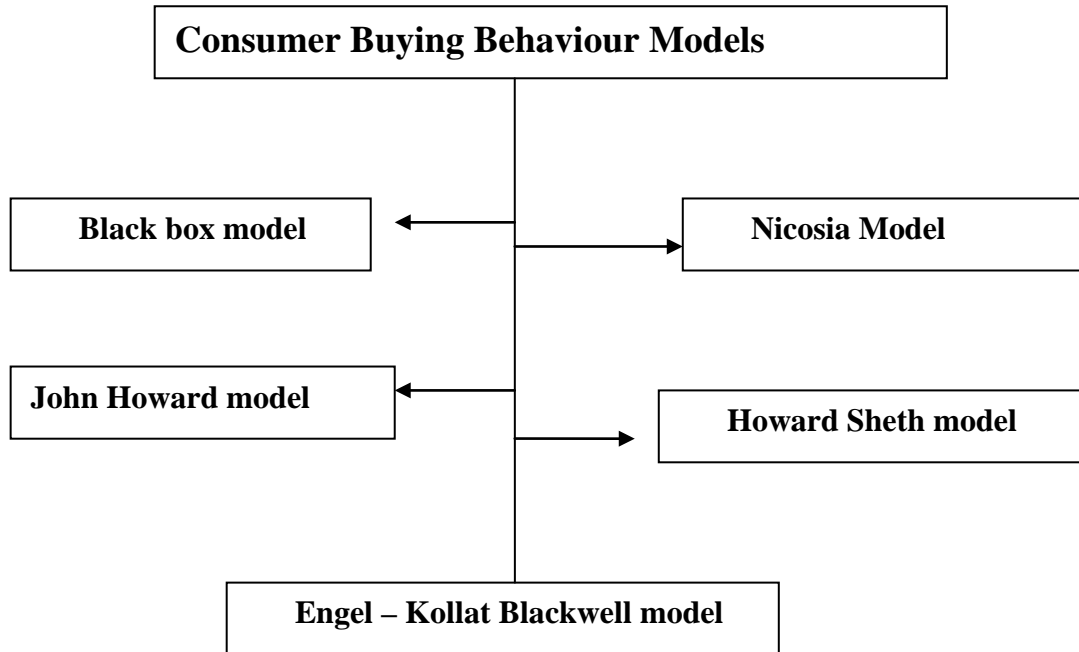 Consumer Buying Behaviour Models
Black box model
Nicosia Model
John Howard model
Howard Sheth model
Engel – Kollat Blackwell model